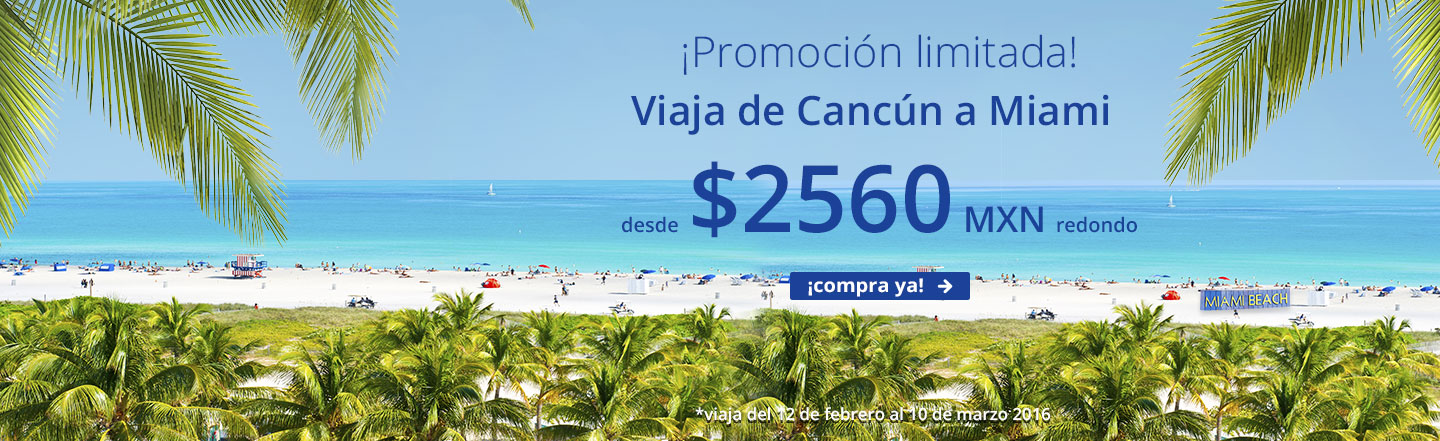 ¡Promoción limitada!
Viaja de Cancún a Miami
desde $2560 MXN redondo
¡compra ya! →
MIAMI BEACH
*viaja del 12 de febrero al 10 de marzo 2016